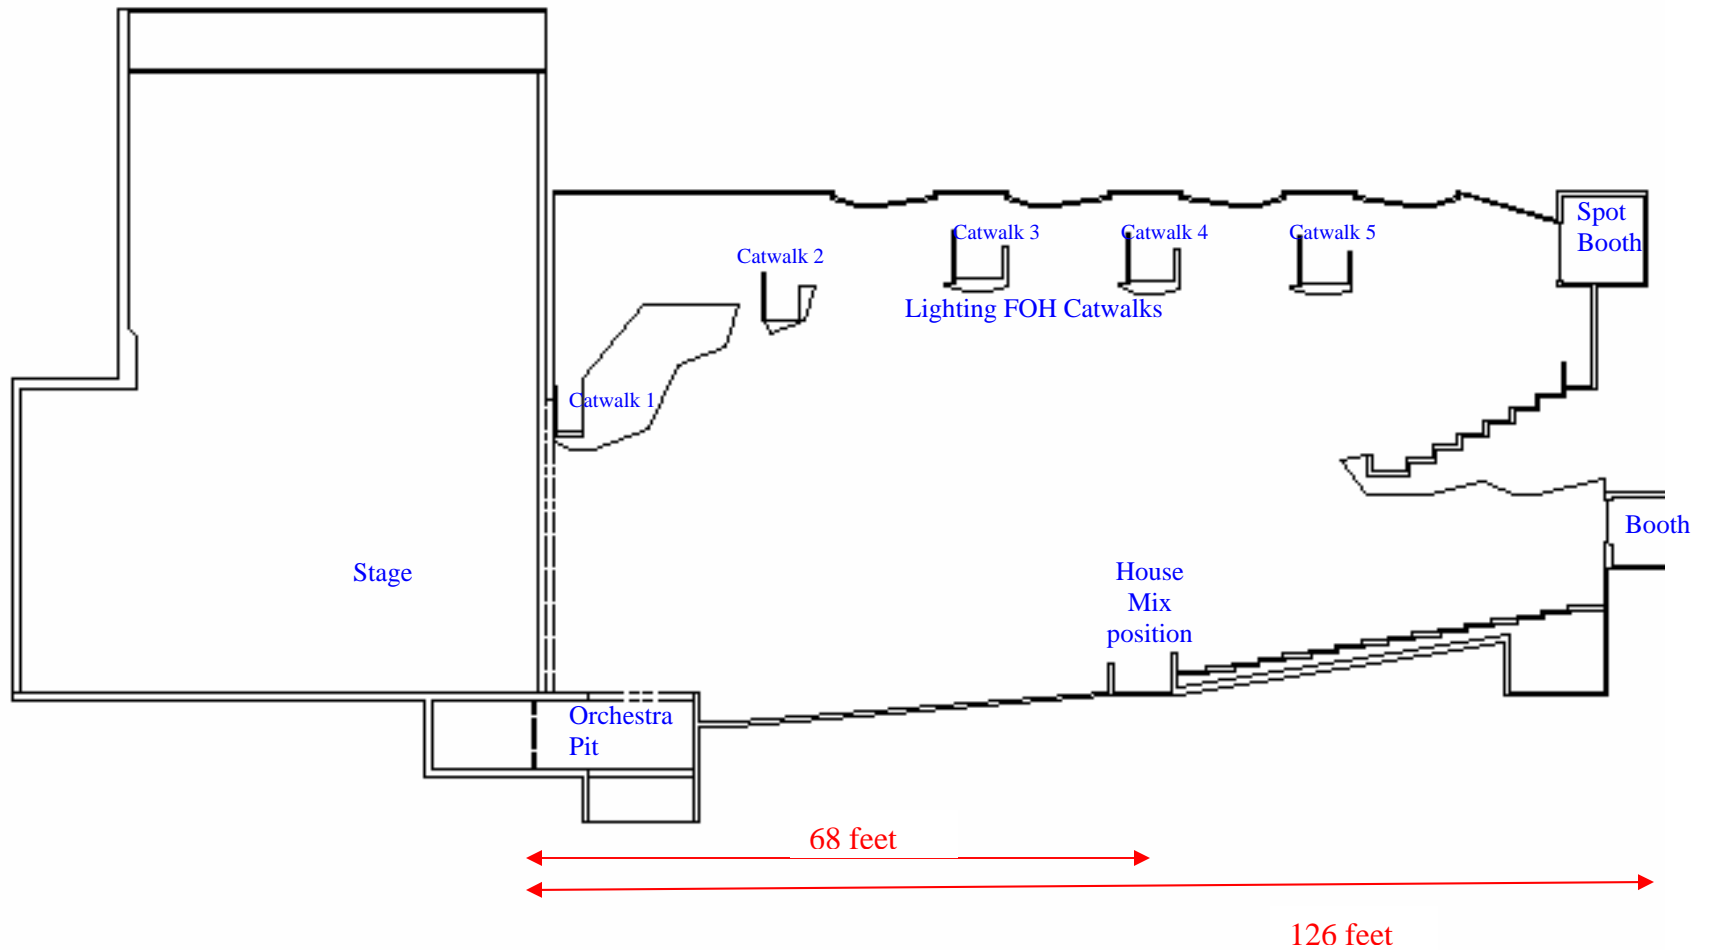 Spot
Booth
Catwalk 3
Catwalk 4
Catwalk 5
Catwalk 2
Lighting FOH Catwalks
Catwalk 1
Booth
Stage
House
Mix
position
Orchestra
Pit
68 feet
126 feet